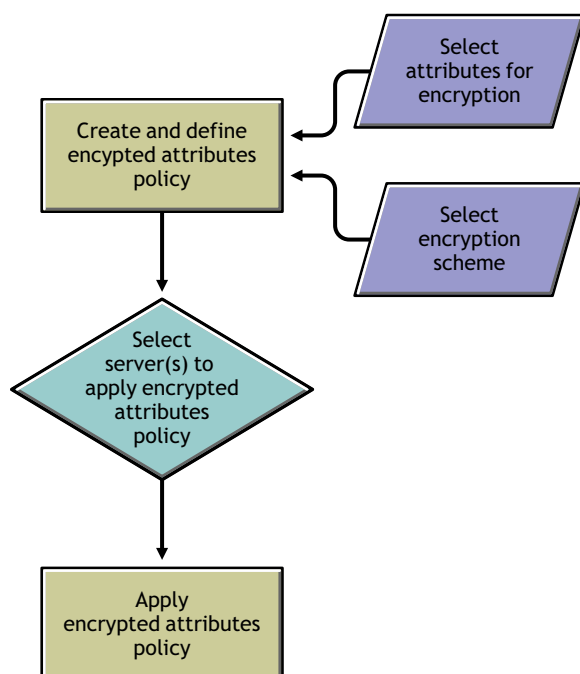 Select
attributes for
encryption
Create and define
encypted attributes
policy
Select
encryption
scheme
Select
server(s) to
apply encrypted
attributes
policy
Apply
encrypted attributes
policy